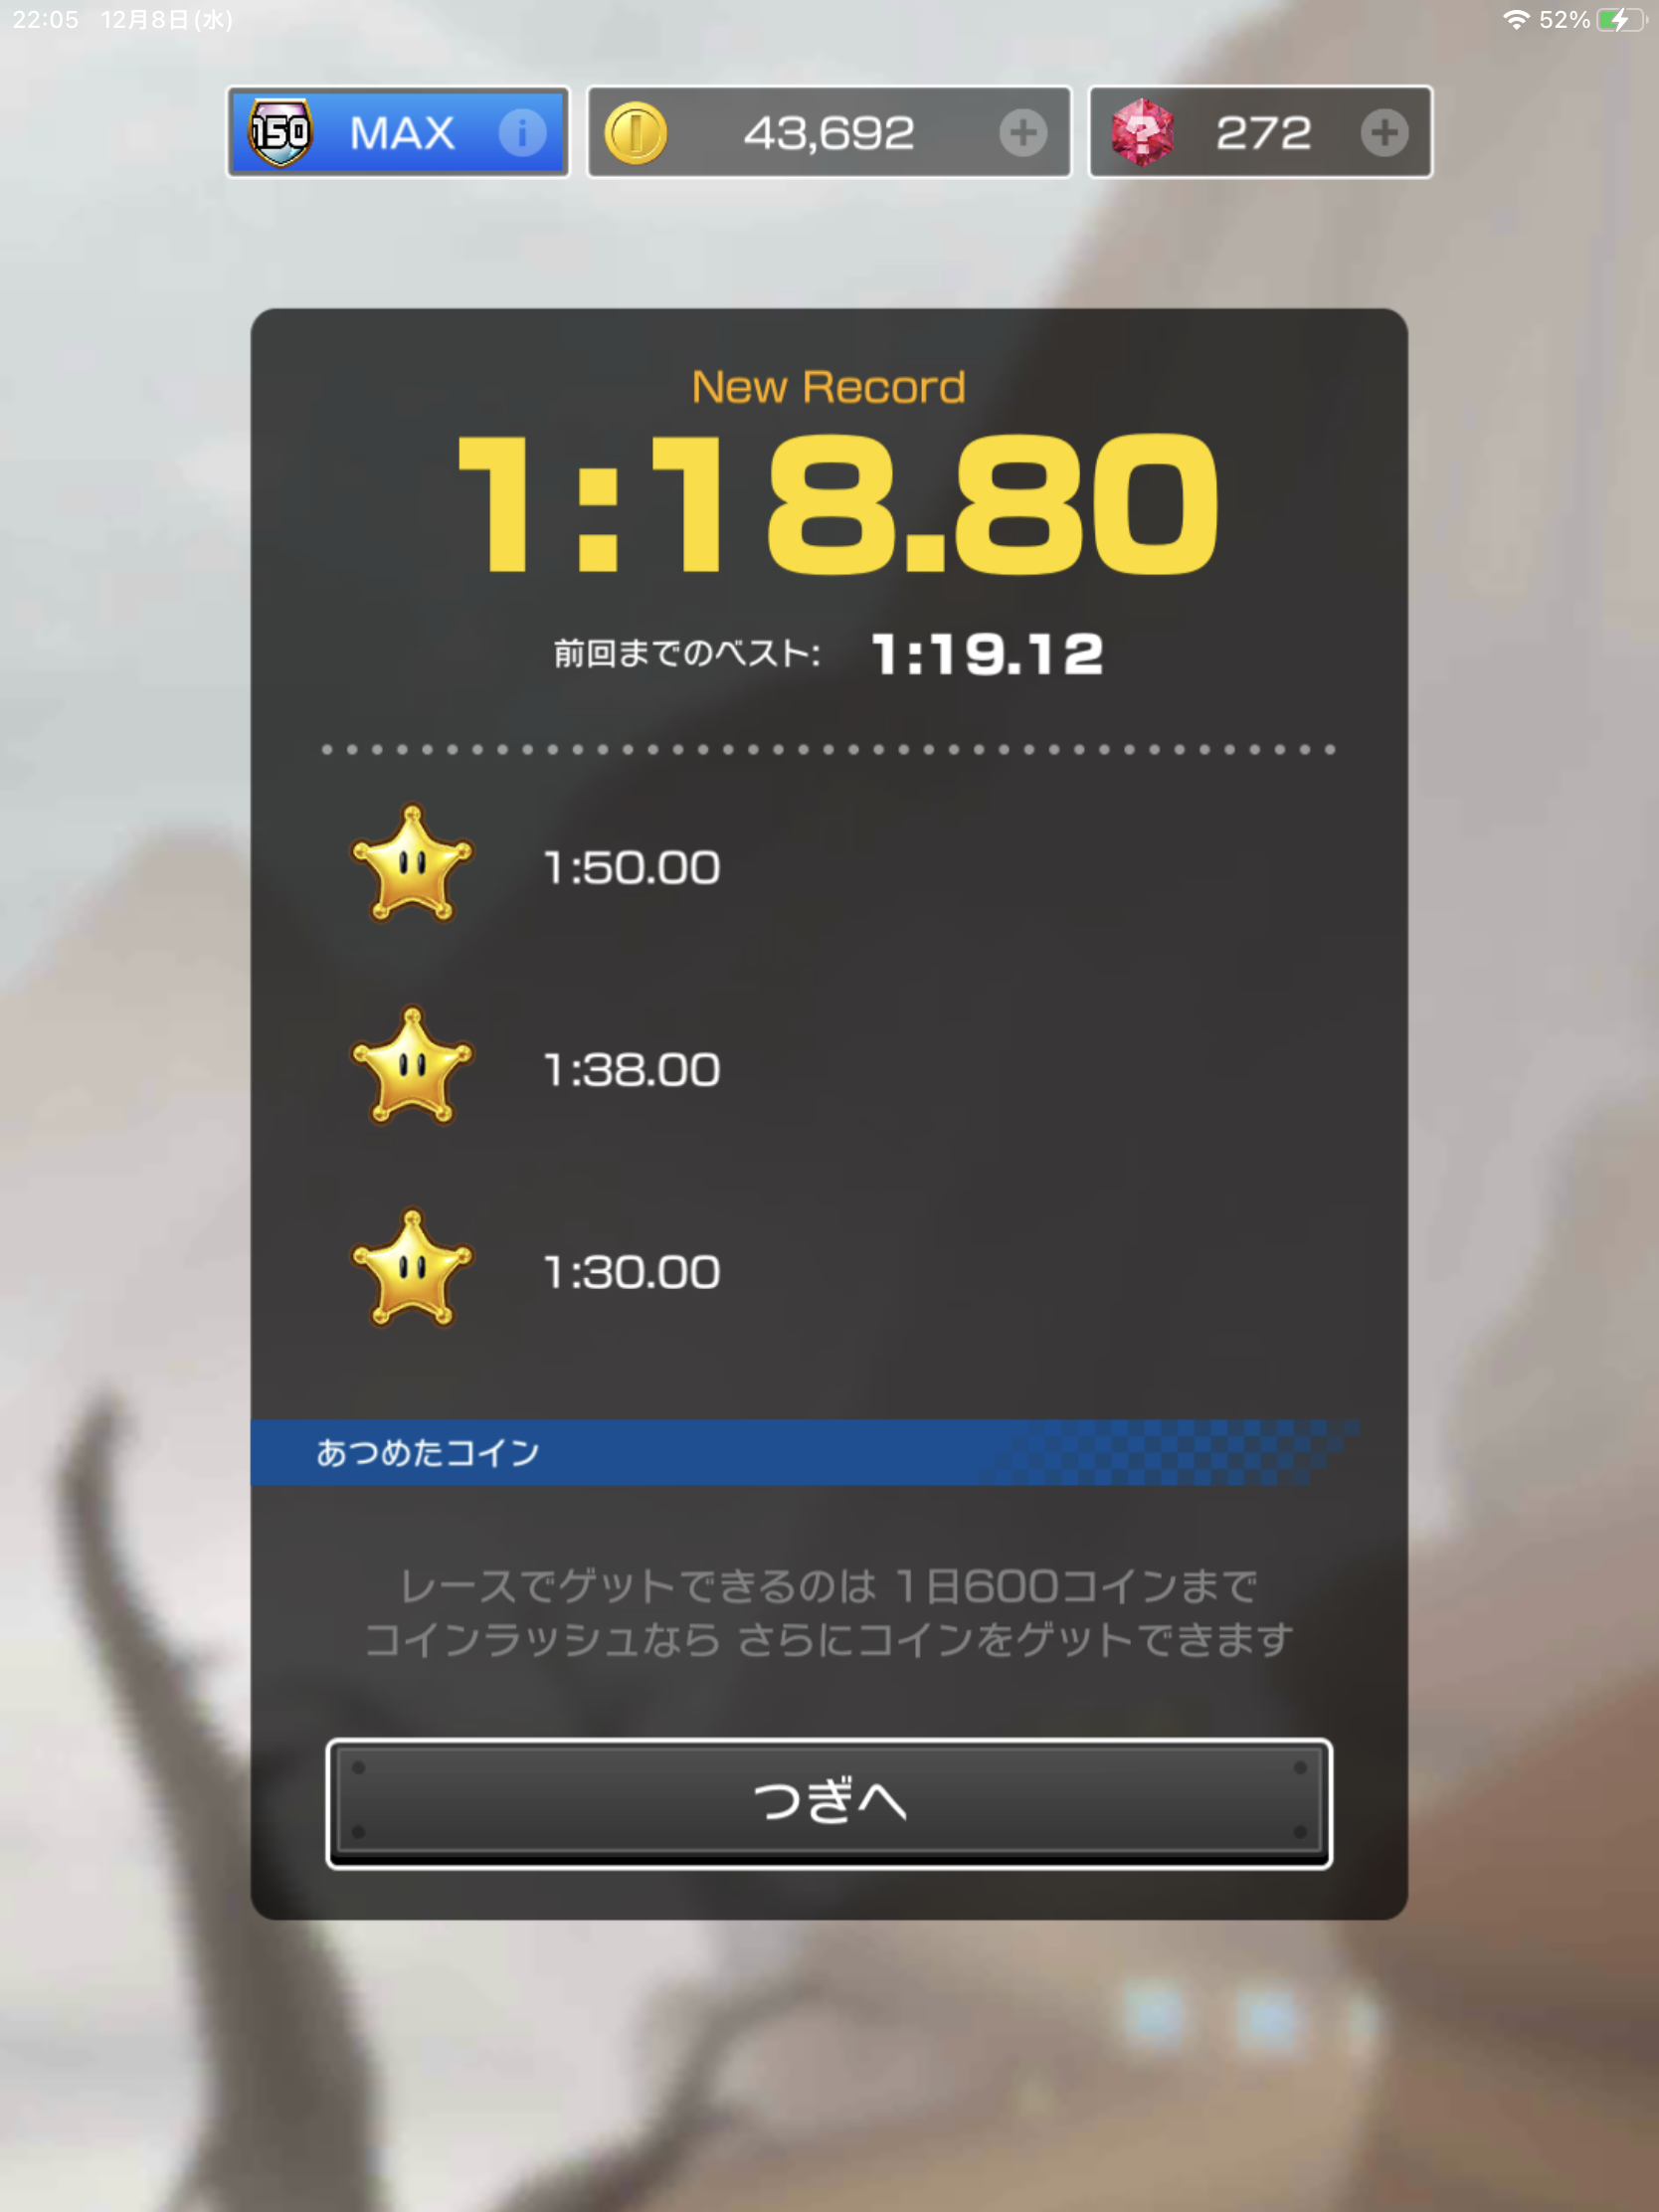 22:05 12月8日(水) 52%
150 MAX i 43,692 + ? 272 +
New Record
1:18.80
前回までのベスト: 1:19.12
1:50.00
1:38.00
1:30.00
あつめたコイン
レースでゲットできるのは 1日600コインまで
コインラッシュなら さらにコインをゲットできます
つぎへ